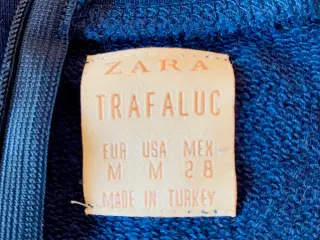 ZARA
TRAFALUC
EUR USA MEX
M M 28
MADE IN TURKEY